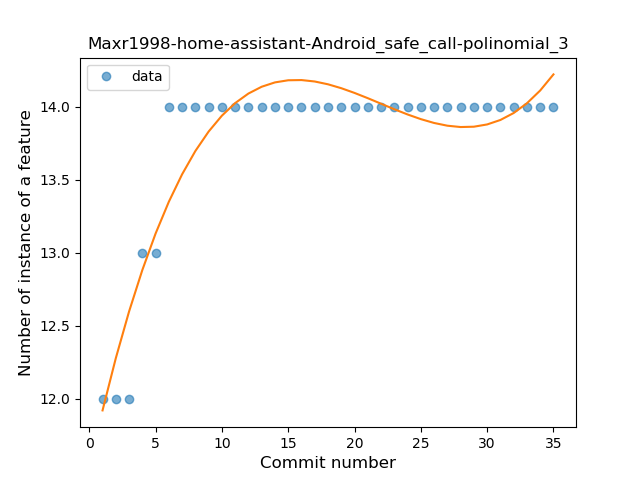 Maxr1998-home-assistant-Android_safe_call-polinomial_3
data
Number of instance of a feature
14.0
13.5
13.0
12.5
12.0
0 5 10 15 20 25 30 35
Commit number